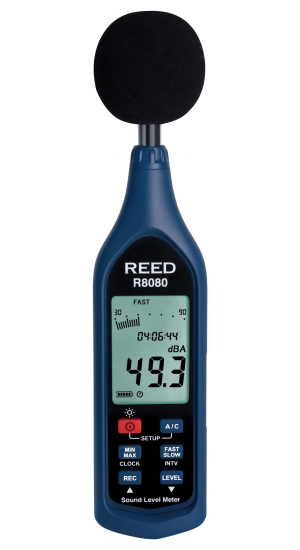 REED
R8080
FAST
30 90
04:06:44
dBA
49.3
A/C
SETUP
MIN MAX FAST SLOW
CLOCK INTV
REC LEVEL
Sound Level Meter